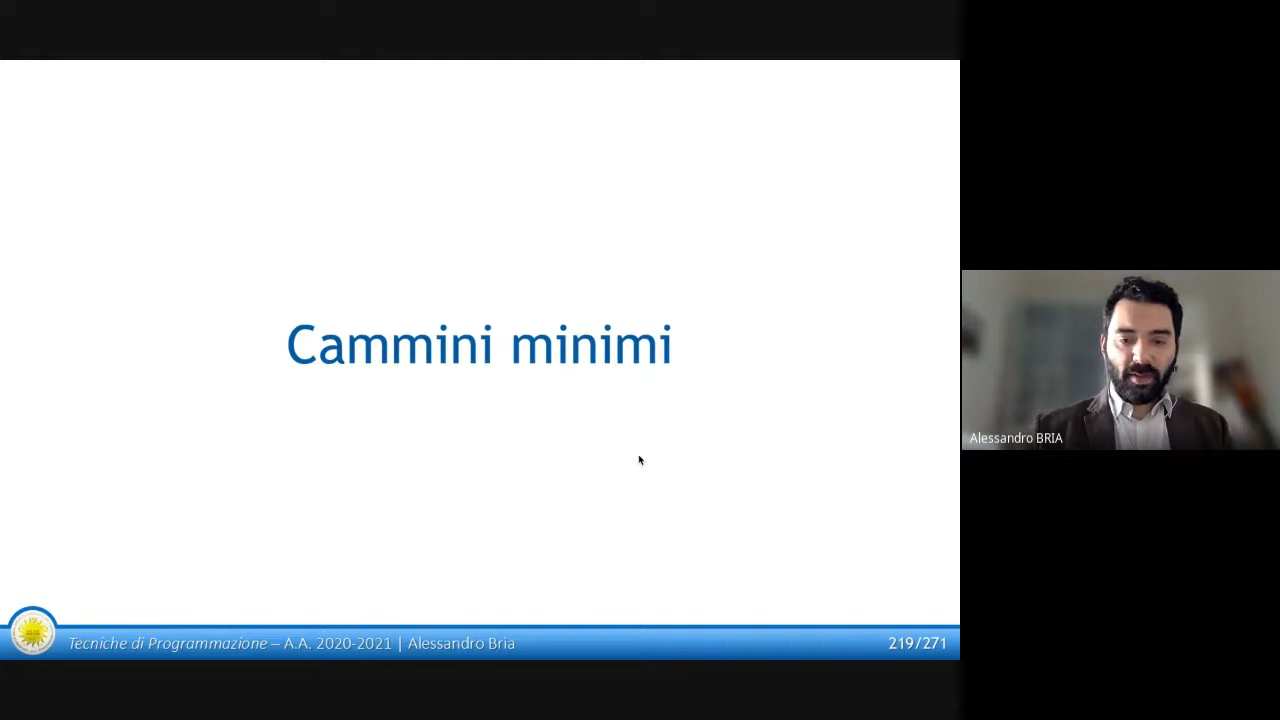 Cammini minimi
Alessandro BRIA
Tecniche di Programmazione – A.A. 2020-2021 | Alessandro Bria
219/271